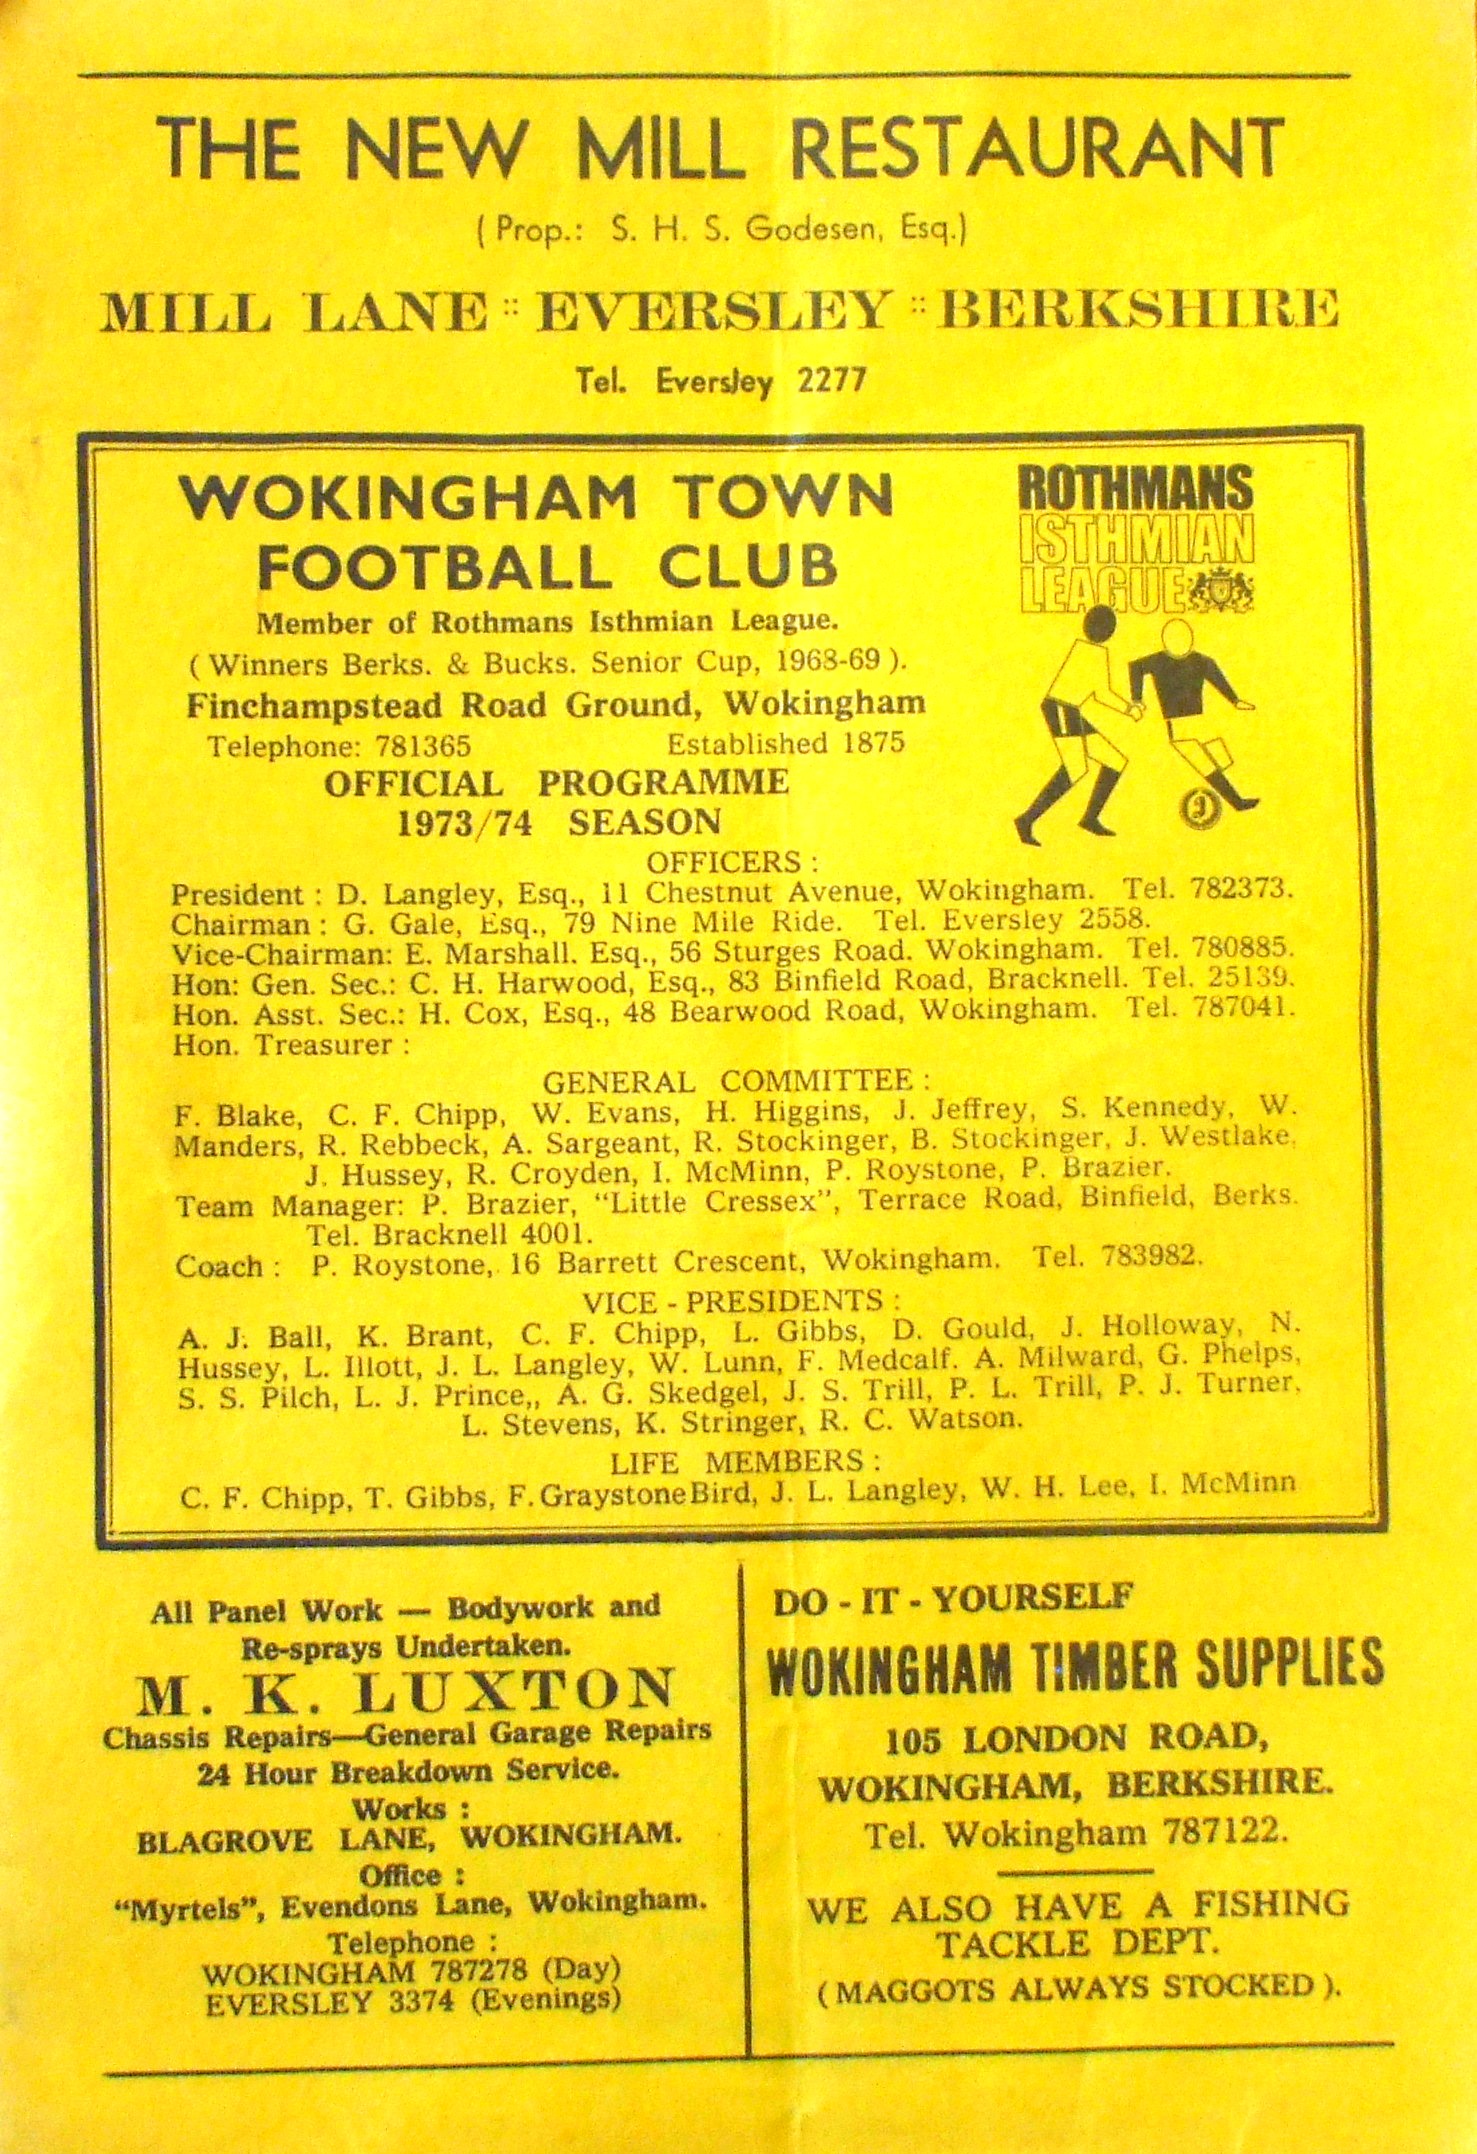 THE NEW MILL RESTAURANT
( Prop.: S. H. S. Godesen, Esq.)
MILL LANE :: EVERSLEY :: BERKSHIRE
Tel. Eversley 2277
WOKINGHAM TOWN
FOOTBALL CLUB
ROTHMANS
ISTHMIAN
LEAGUE
Member of Rothmans Isthmian League.
( Winners Berks. & Bucks. Senior Cup, 1968-69 ).
Finchampstead Road Ground, Wokingham
Telephone: 781365 Established 1875
OFFICIAL PROGRAMME
1973/74 SEASON
OFFICERS :
President : D. Langley, Esq., 11 Chestnut Avenue, Wokingham. Tel. 782373.
Chairman : G. Gale, Esq., 79 Nine Mile Ride. Tel. Eversley 2558.
Vice-Chairman: E. Marshall. Esq., 56 Sturges Road. Wokingham. Tel. 780885.
Hon: Gen. Sec.: C. H. Harwood, Esq., 83 Binfield Road, Bracknell. Tel. 25139.
Hon. Asst. Sec.: H. Cox, Esq., 48 Bearwood Road, Wokingham. Tel. 787041.
Hon. Treasurer :
GENERAL COMMITTEE :
F. Blake, C. F. Chipp, W. Evans, H. Higgins, J. Jeffrey, S. Kennedy, W.
Manders, R. Rebbeck, A. Sargeant, R. Stockinger, B. Stockinger, J. Westlake,
J. Hussey, R. Croyden, I. McMinn, P. Roystone, P. Brazier.
Team Manager: P. Brazier, "Little Cressex", Terrace Road, Binfield, Berks.
Tel. Bracknell 4001.
Coach : P. Roystone, 16 Barrett Crescent, Wokingham. Tel. 783982.
VICE - PRESIDENTS :
A. J. Ball, K. Brant, C. F. Chipp, L. Gibbs, D. Gould, J. Holloway, N.
Hussey, L. Illott, J. L. Langley, W. Lunn, F. Medcalf. A. Milward, G. Phelps,
S. S. Pilch, L. J. Prince,, A. G. Skedgel, J. S. Trill, P. L. Trill, P. J. Turner,
L. Stevens, K. Stringer, R. C. Watson.
LIFE MEMBERS :
C. F. Chipp, T. Gibbs, F. Graystone Bird, J. L. Langley, W. H. Lee, I. McMinn
All Panel Work — Bodywork and
Re-sprays Undertaken.
M. K. LUXTON
Chassis Repairs—General Garage Repairs
24 Hour Breakdown Service.
Works :
BLAGROVE LANE, WOKINGHAM.
Office :
"Myrtels", Evendons Lane, Wokingham.
Telephone :
WOKINGHAM 787278 (Day)
EVERSLEY 3374 (Evenings)
DO - IT - YOURSELF
WOKINGHAM TIMBER SUPPLIES
105 LONDON ROAD,
WOKINGHAM, BERKSHIRE.
Tel. Wokingham 787122.
WE ALSO HAVE A FISHING
TACKLE DEPT.
( MAGGOTS ALWAYS STOCKED ).